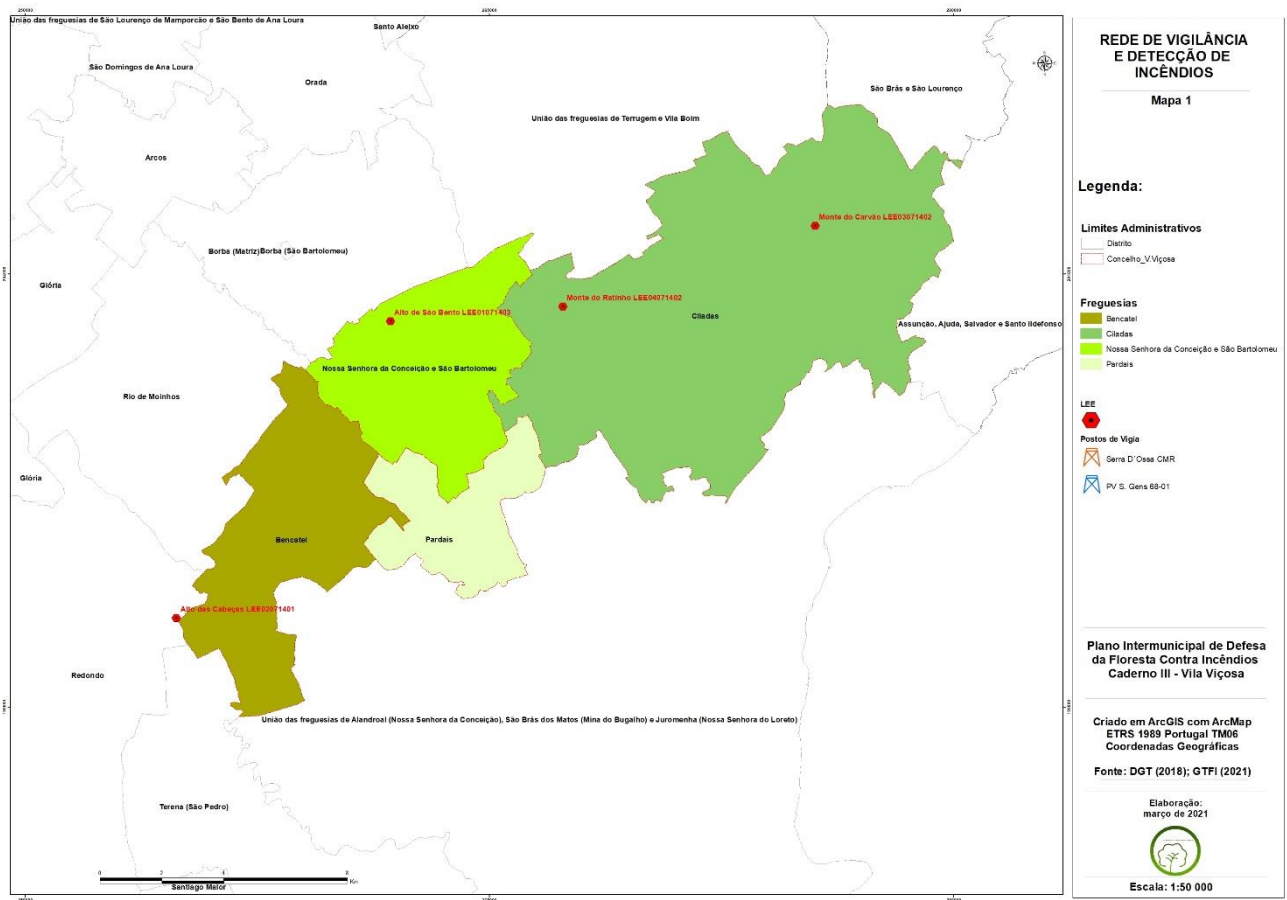 União das freguesias de São Lourenço de Mamporcão e São Bento de Ana Loura
Santo Aleixo
São Domingos de Ana Loura
Orada
São Brás e São Lourenço
União das freguesias de Terrugem e Vila Boim
Arcos
Monte do Carvão LEE03071402
Borba (Matriz)
Borba (São Bartolomeu)
Glória
Monte do Ratinho LEE04071402
Alto de São Bento LEE01071403
Ciladas
Assunção, Ajuda, Salvador e Santo Ildefonso
Nossa Senhora da Conceição e São Bartolomeu
Rio de Moinhos
Glória
Bencatel
Pardais
Alto das Cabeças LEE02071401
Redondo
União das freguesias de Alandroal (Nossa Senhora da Conceição), São Brás dos Matos (Mina do Bugalho) e Juromenha (Nossa Senhora do Loreto)
Terena (São Pedro)
0 2 4 8
Km
Santiago Maior
REDE DE VIGILÂNCIA
E DETECÇÃO DE
INCÊNDIOS
Mapa 1
Legenda:
Limites Administrativos
Distrito
Concelho_V.Viçosa
Freguesias
Bencatel
Ciladas
Nossa Senhora da Conceição e São Bartolomeu
Pardais
LEE
Postos de Vigia
Serra D'Ossa CMR
PV S. Gens 68-01
Plano Intermunicipal de Defesa
da Floresta Contra Incêndios
Caderno III - Vila Viçosa
Criado em ArcGIS com ArcMap
ETRS 1989 Portugal TM06
Coordenadas Geográficas
Fonte: DGT (2018); GTFI (2021)
Elaboração:
março de 2021
Escala: 1:50 000